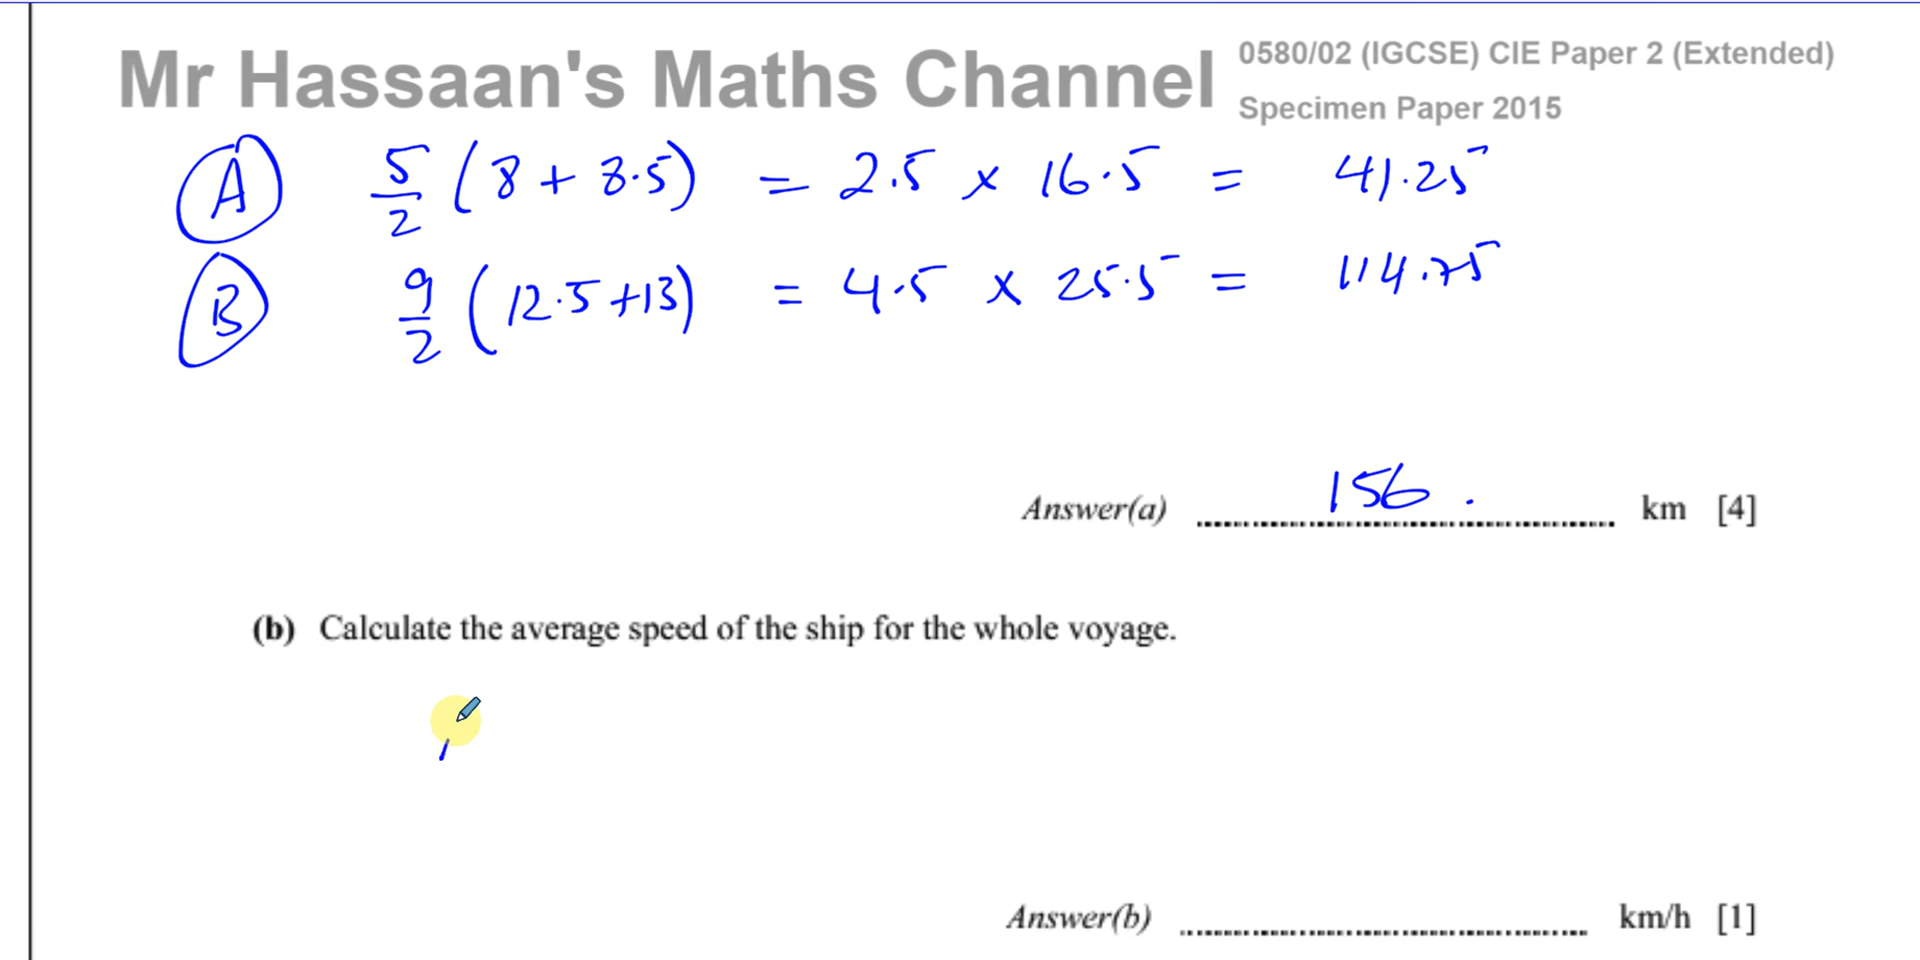 Mr Hassaan's Maths Channel
0580/02 (IGCSE) CIE Paper 2 (Extended)
Specimen Paper 2015
A 5/2 (8 + 8.5) = 2.5 × 16.5 = 41.25
B 9/2 (12.5+13) = 4.5 × 25.5 = 114.75
Answer(a) 156. km [4]
(b) Calculate the average speed of the ship for the whole voyage.
Answer(b) km/h [1]